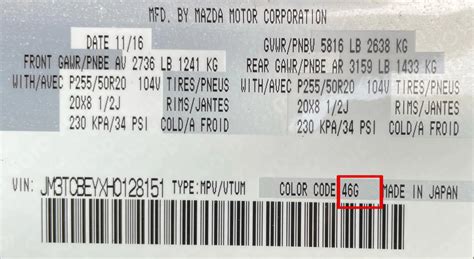 MFD. BY MAZDA MOTOR CORPORATION
DATE 11/16 GVWR/PNBV 5816 LB 2638 KG
FRONT GAWR/PNBE AV 2736 LB 1241 KG REAR GAWR/PNBE AR 3159 LB 1433 KG
WITH/AVEC P255/50R20 104V TIRES/PNEUS WITH/AVEC P255/50R20 104V TIRES/PNEUS
20X8 1/2J RIMS/JANTES 20X8 1/2J RIMS/JANTES
230 KPA/34 PSI COLD/A FROID 230 KPA/34 PSI COLD/A FROID
VIN: JM3TCBEYXH0128151 TYPE:MPV/VTUM COLOR CODE 46G MADE IN JAPAN